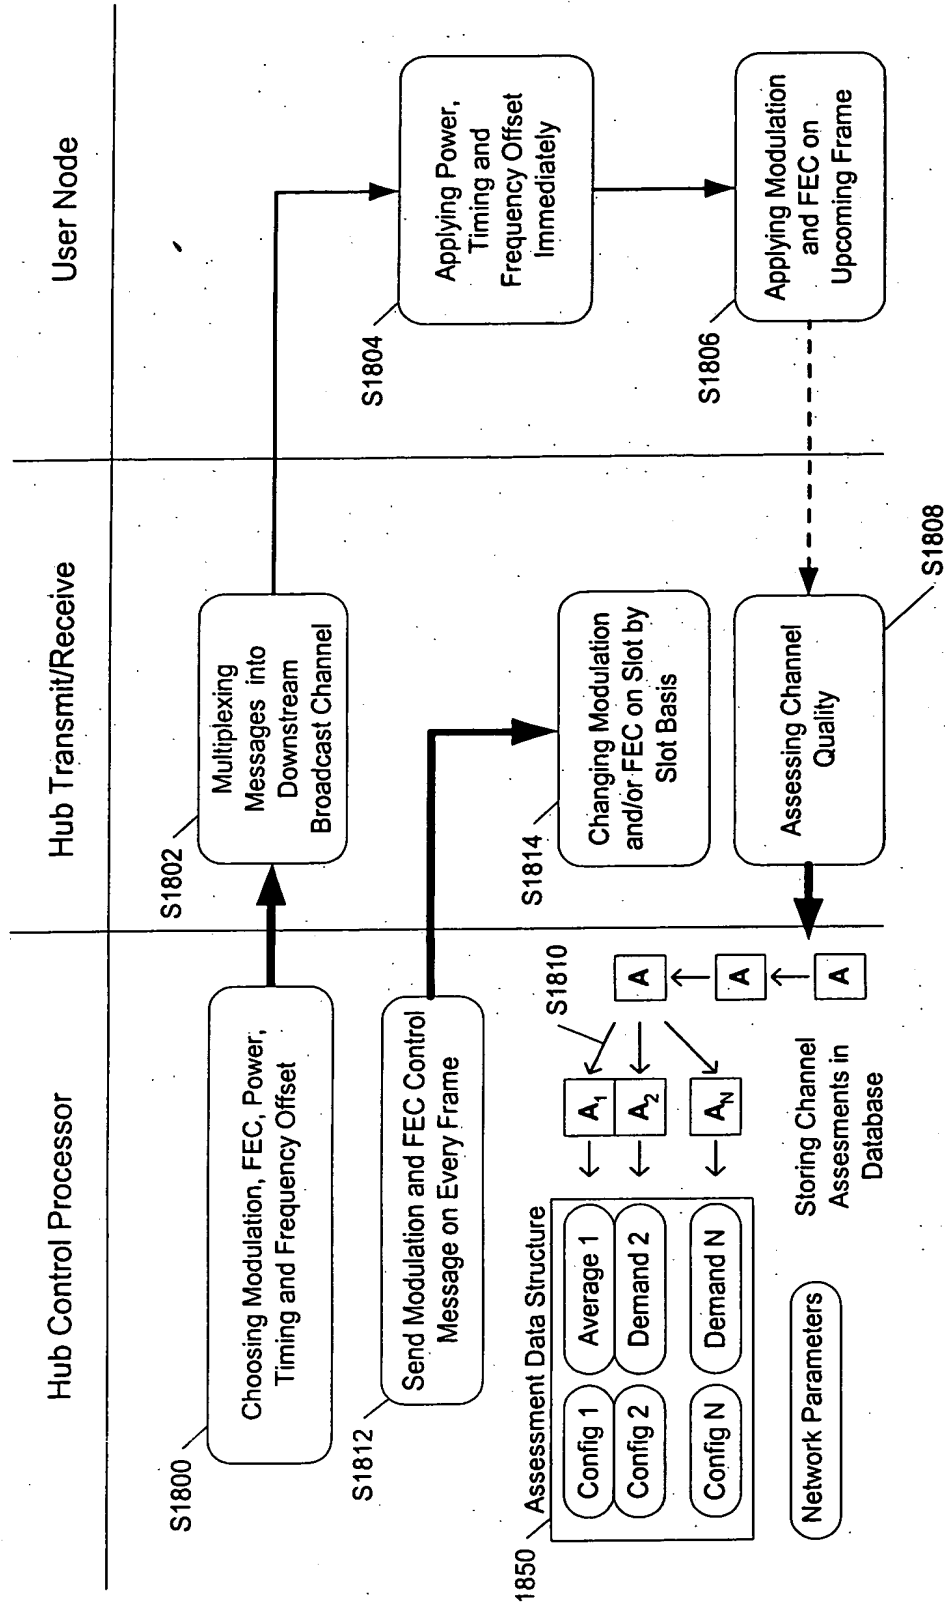 Hub Control Processor
Hub Transmit/Receive
User Node
S1800
Choosing Modulation, FEC, Power,
Timing and Frequency Offset
S1802
Multiplexing
Messages into
Downstream
Broadcast Channel
S1804
Applying Power,
Timing and
Frequency Offset
Immediately
S1812
Send Modulation and FEC Control
Message on Every Frame
S1814
Changing Modulation
and/or FEC on Slot by
Slot Basis
S1806
Applying Modulation
and FEC on
Upcoming Frame
1850
Assessment Data Structure
Config 1
Average 1
A1
Config 2
Demand 2
A2
Config N
Demand N
AN
S1810
A
A
A
Assessing Channel
Quality
S1808
Network Parameters
Storing Channel
Assesments in
Database